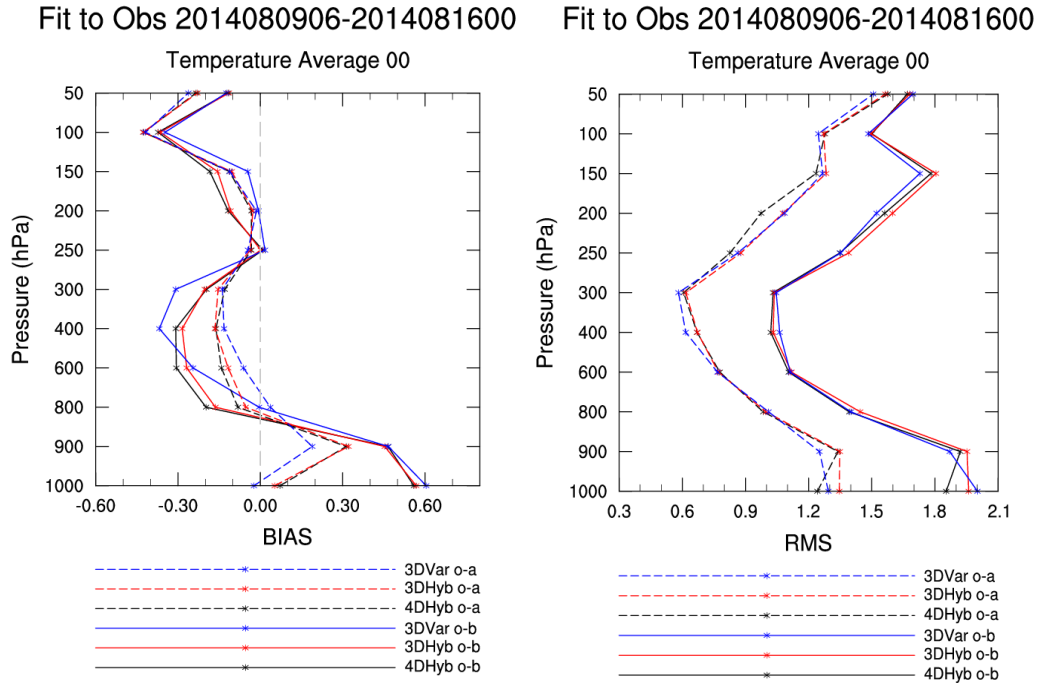 Fit to Obs 2014080906-2014081600
Temperature Average 00
50
100
150
200
250
300
400
600
800
900
1000
Pressure (hPa)
-0.60
-0.30
0.00
0.30
0.60
BIAS
3DVar o-a
3DHyb o-a
4DHyb o-a
3DVar o-b
3DHyb o-b
4DHyb o-b
Fit to Obs 2014080906-2014081600
Temperature Average 00
50
100
150
200
250
300
400
600
800
900
1000
Pressure (hPa)
0.3
0.6
0.9
1.2
1.5
1.8
2.1
RMS
3DVar o-a
3DHyb o-a
4DHyb o-a
3DVar o-b
3DHyb o-b
4DHyb o-b